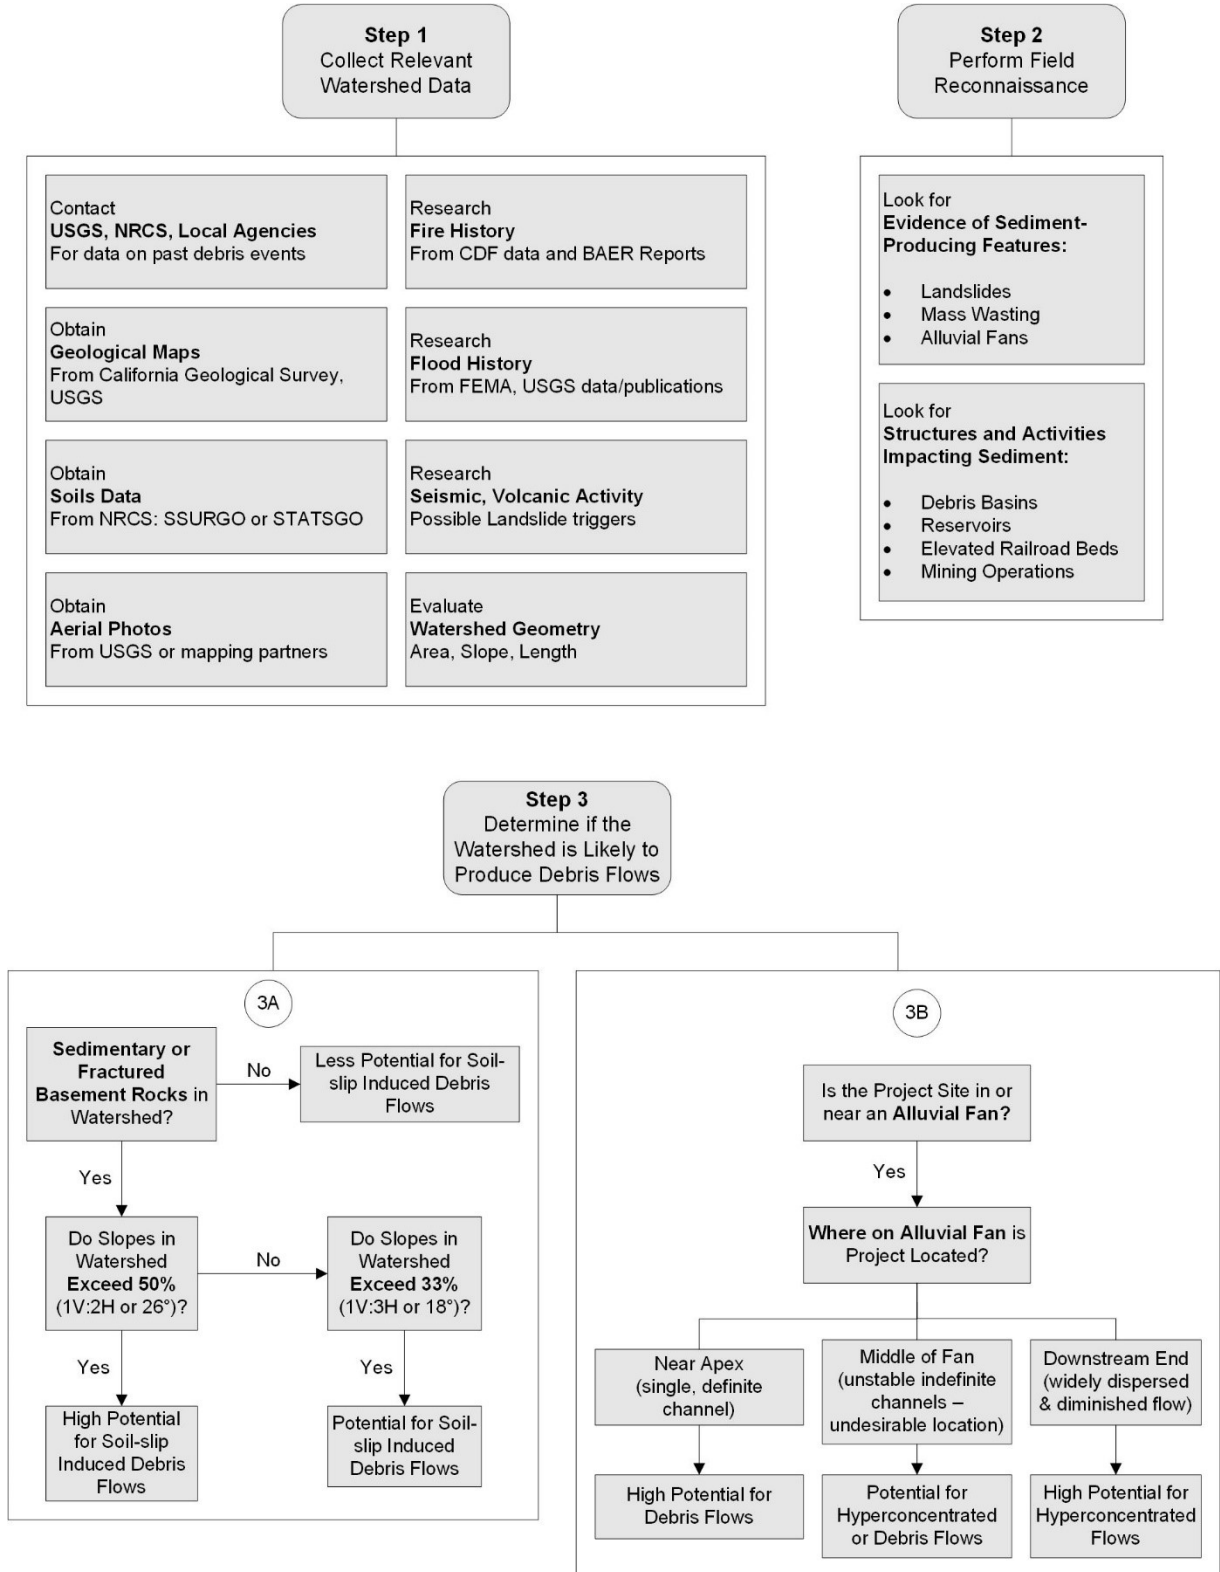 Step 1
Collect Relevant
Watershed Data
Contact
USGS, NRCS, Local Agencies
For data on past debris events
Research
Fire History
From CDF data and BAER Reports
Obtain
Geological Maps
From California Geological Survey,
USGS
Research
Flood History
From FEMA, USGS data/publications
Obtain
Soils Data
From NRCS: SSURGO or STATSGO
Research
Seismic, Volcanic Activity
Possible Landslide triggers
Obtain
Aerial Photos
From USGS or mapping partners
Evaluate
Watershed Geometry
Area, Slope, Length
Step 2
Perform Field
Reconnaissance
Look for
Evidence of Sediment-
Producing Features:
• Landslides
• Mass Wasting
• Alluvial Fans
Look for
Structures and Activities
Impacting Sediment:
• Debris Basins
• Reservoirs
• Elevated Railroad Beds
• Mining Operations
Step 3
Determine if the
Watershed is Likely to
Produce Debris Flows
3A
Sedimentary or
Fractured
Basement Rocks in
Watershed?
No
Less Potential for Soil-
slip Induced Debris
Flows
Yes
Do Slopes in
Watershed
Exceed 50%
(1V:2H or 26°)?
No
Do Slopes in
Watershed
Exceed 33%
(1V:3H or 18°)?
Yes
High Potential
for Soil-slip
Induced Debris
Flows
Yes
Potential for Soil-
slip Induced
Debris Flows
3B
Is the Project Site in or
near an Alluvial Fan?
Yes
Where on Alluvial Fan is
Project Located?
Near Apex
(single, definite
channel)
Middle of Fan
(unstable indefinite
channels –
undesirable location)
Downstream End
(widely dispersed
& diminished flow)
High Potential for
Debris Flows
Potential for
Hyperconcentrated
or Debris Flows
High Potential for
Hyperconcentrated
Flows